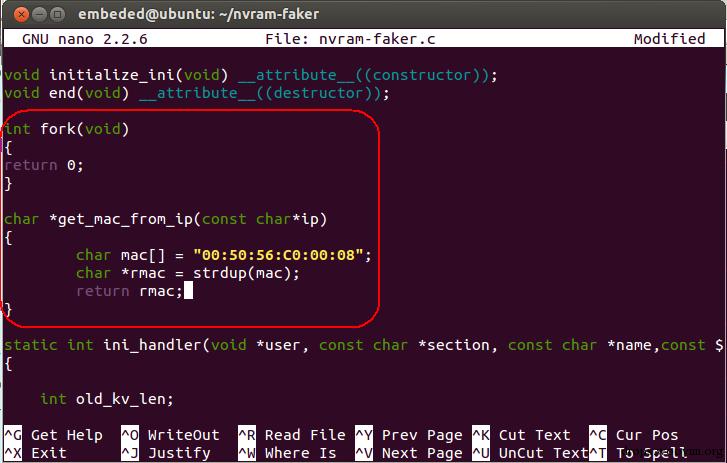 embeded@ubuntu: ~/nvram-faker
GNU nano 2.2.6 File: nvram-faker.c Modified
void initialize_ini(void) __attribute__((constructor));
void end(void) __attribute__((destructor));
int fork(void)
{
return 0;
}
char *get_mac_from_ip(const char*ip)
{
char mac[] = "00:50:56:C0:00:08";
char *rmac = strdup(mac);
return rmac;
}
static int ini_handler(void *user, const char *section, const char *name,const $
{
int old_kv_len;
^G Get Help ^O WriteOut ^R Read File ^Y Prev Page ^K Cut Text ^C Cur Pos
^X Exit ^J Justify ^W Where Is ^V Next Page ^U UnCut Text ^T To Spell